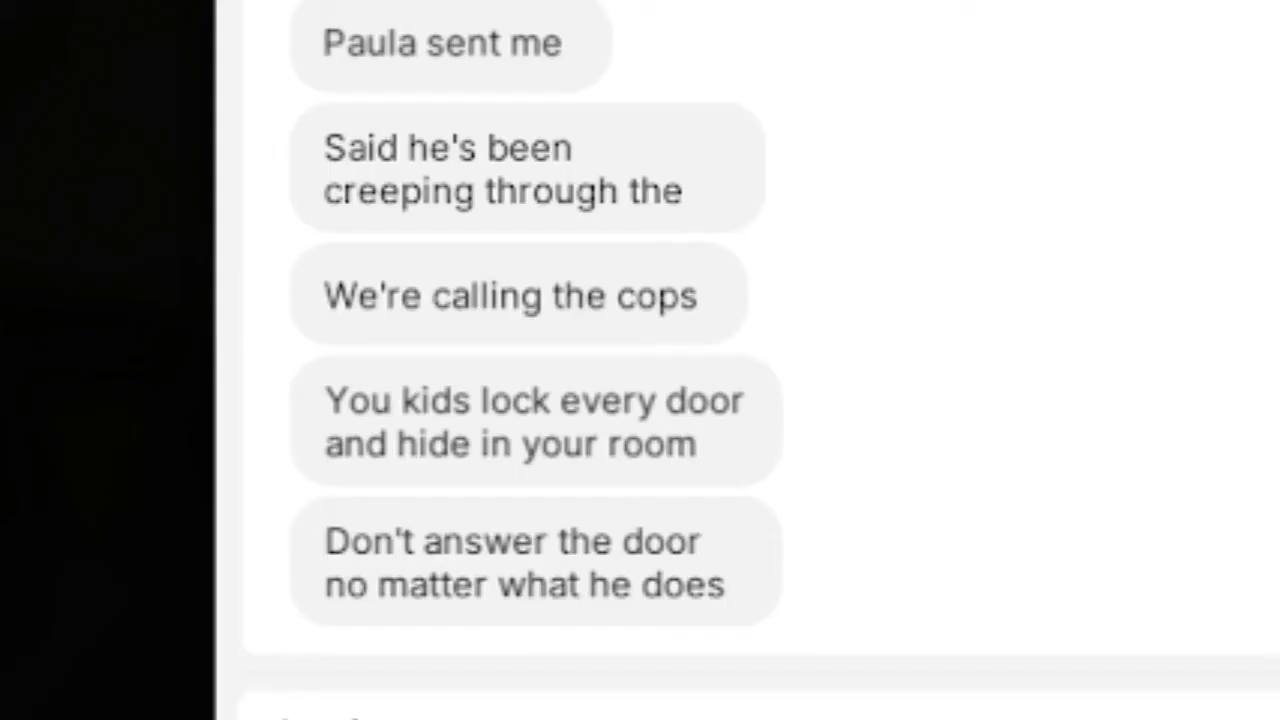 Paula sent me
Said he's been
creeping through the
We're calling the cops
You kids lock every door
and hide in your room
Don't answer the door
no matter what he does